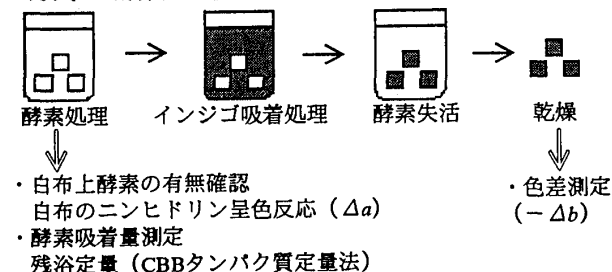 酵素処理
インジゴ吸着処理
酵素失活
乾燥
・白布上酵素の有無確認
白布のニンヒドリン呈色反応(Δa)
・酵素吸着量測定
残浴定量(CBBタンパク質定量法)
・色差測定
(−Δb)